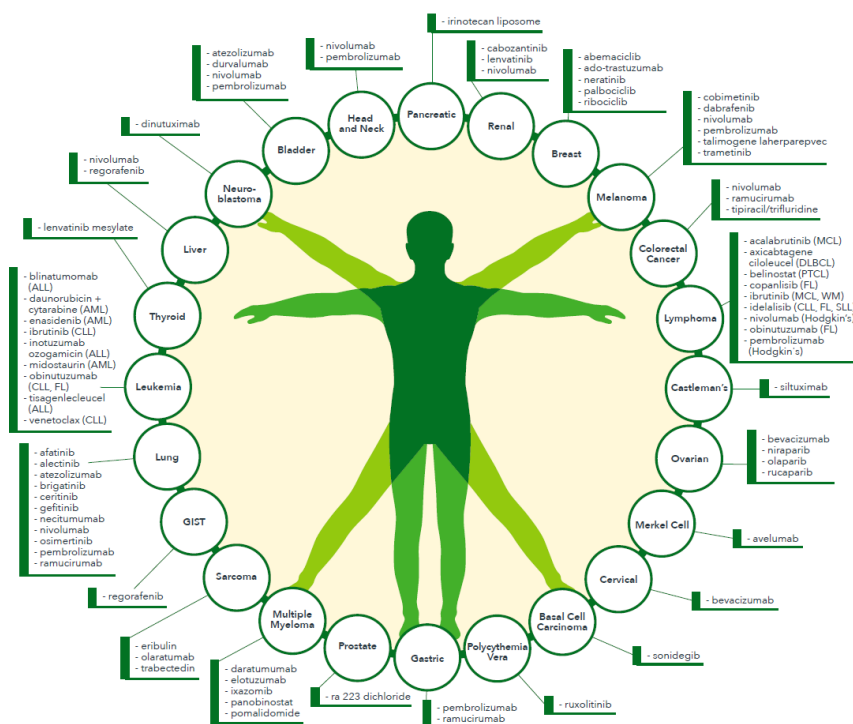 - irinotecan liposome
- nivolumab
- pembrolizumab
- cabozantinib
- lenvatinib
- nivolumab
- atezolizumab
- durvalumab
- nivolumab
- pembrolizumab
- abemaciclib
- ado-trastuzumab
- neratinib
- palbociclib
- ribociclib
- cobimetinib
- dabrafenib
- nivolumab
- pembrolizumab
- talimogene laherparepvec
- trametinib
- dinutuximab
- nivolumab
- regorafenib
- nivolumab
- ramucirumab
- tipiracil/trifluridine
- lenvatinib mesylate
- acalabrutinib (MCL)
- axicabtagene
ciloleucel (DLBCL)
- belinostat (PTCL)
- copanlisib (FL)
- ibrutinib (MCL, WM)
- idelalisib (CLL, FL, SLL)
- nivolumab (Hodgkin's)
- obinutuzumab (FL)
- pembrolizumab
(Hodgkin's)
- blinatumomab
(ALL)
- daunorubicin +
cytarabine (AML)
- enasidenib (AML)
- ibrutinib (CLL)
- inotuzumab
ozogamicin (ALL)
- midostaurin (AML)
- obinutuzumab
(CLL, FL)
- tisagenlecleucel
(ALL)
- venetoclax (CLL)
- siltuximab
- bevacizumab
- niraparib
- olaparib
- rucaparib
- afatinib
- alectinib
- atezolizumab
- brigatinib
- ceritinib
- gefitinib
- necitumumab
- nivolumab
- osimertinib
- pembrolizumab
- ramucirumab
- avelumab
- regorafenib
- bevacizumab
- eribulin
- olaratumab
- trabectedin
- sonidegib
- daratumumab
- elotuzumab
- ixazomib
- panobinostat
- pomalidomide
- ra 223 dichloride
- pembrolizumab
- ramucirumab
- ruxolitinib
Pancreatic
Head
and Neck
Renal
Bladder
Breast
Neuro-
blastoma
Melanoma
Liver
Colorectal
Cancer
Thyroid
Lymphoma
Leukemia
Castleman's
Lung
Ovarian
GIST
Merkel Cell
Sarcoma
Cervical
Multiple
Myeloma
Basal Cell
Carcinoma
Prostate
Gastric
Polycythemia
Vera